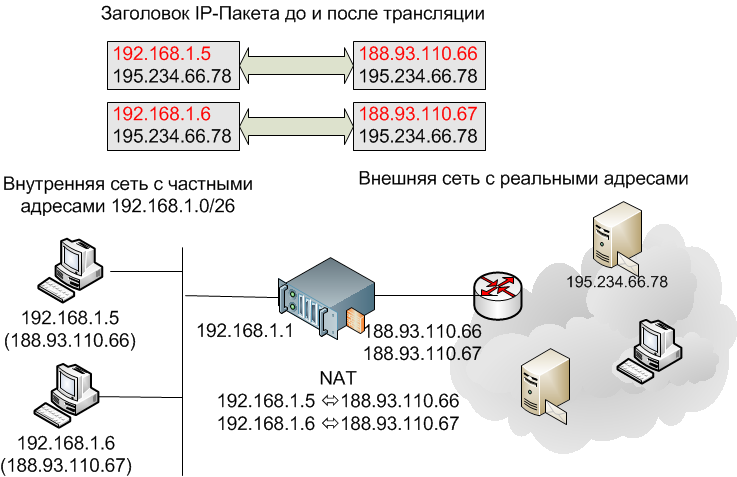 Заголовок IP-Пакета до и после трансляции
192.168.1.5
195.234.66.78
188.93.110.66
195.234.66.78
192.168.1.6
195.234.66.78
188.93.110.67
195.234.66.78
Внутренняя сеть с частными
адресами 192.168.1.0/26
Внешняя сеть с реальными адресами
192.168.1.5
(188.93.110.66)
192.168.1.6
(188.93.110.67)
192.168.1.1
188.93.110.66
188.93.110.67
NAT
192.168.1.5 ⇔ 188.93.110.66
192.168.1.6 ⇔ 188.93.110.67
195.234.66.78